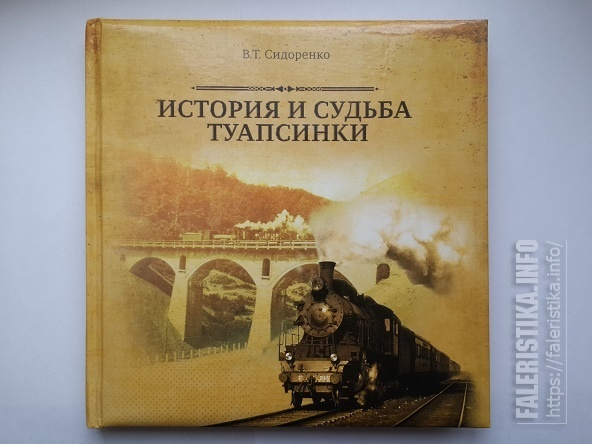 В.Т. Сидоренко
ИСТОРИЯ И СУДЬБА
ТУАПСИНКИ
FALERISTIKA.INFO
https://faleristika.info/